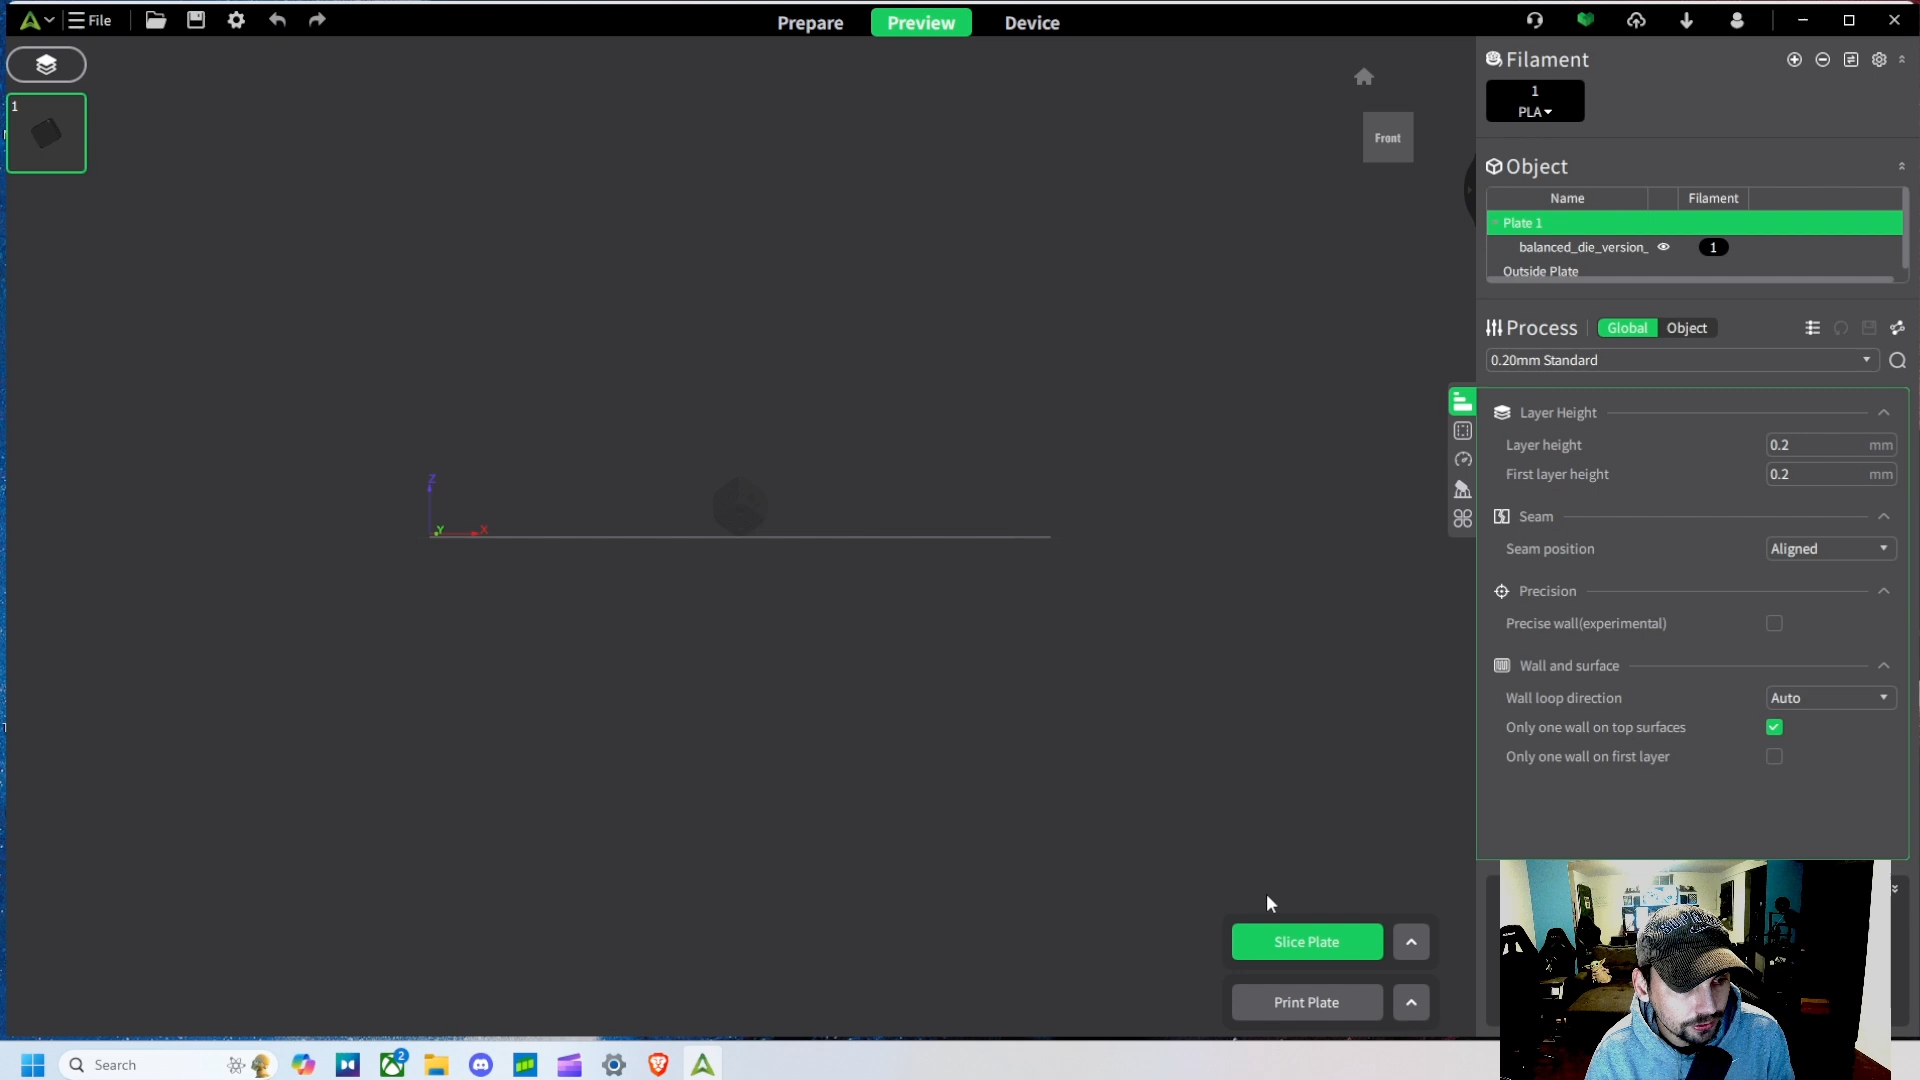 File
Prepare
Preview
Device
1
Front
Z
Y
X
Slice Plate
Print Plate
Filament
1
PLA
Object
Name
Filament
Plate 1
balanced_die_version_
1
Outside Plate
Process
Global
Object
0.20mm Standard
Layer Height
Layer height
0.2 mm
First layer height
0.2 mm
Seam
Seam position
Aligned
Precision
Precise wall(experimental)
Wall and surface
Wall loop direction
Auto
Only one wall on top surfaces
Only one wall on first layer
Search
2